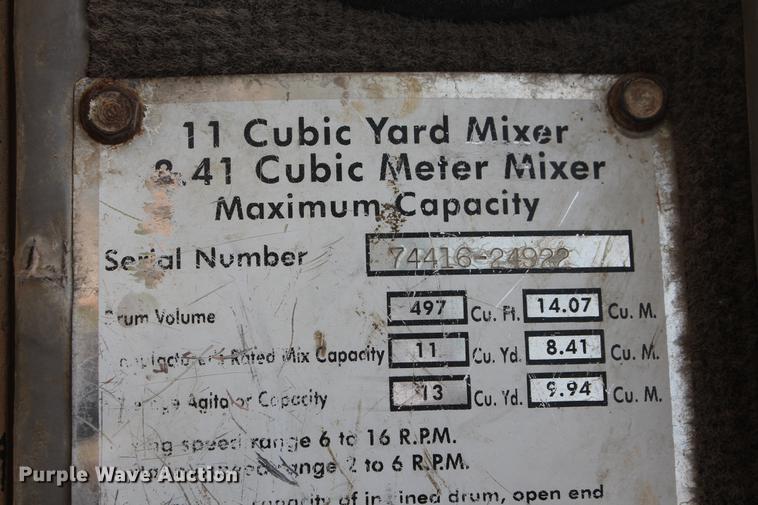 11 Cubic Yard Mixer
8.41 Cubic Meter Mixer
Maximum Capacity
Serial Number 74416-24922
Drum Volume 497 Cu. Ft. 14.07 Cu. M.
Rated Mix Capacity 11 Cu. Yd. 8.41 Cu. M.
Agitator Capacity 13 Cu. Yd. 9.94 Cu. M.
speed range 6 to 16 R.P.M.
speed range 2 to 6 R.P.M.
capacity of inclined drum, open end
Purple Wave Auction